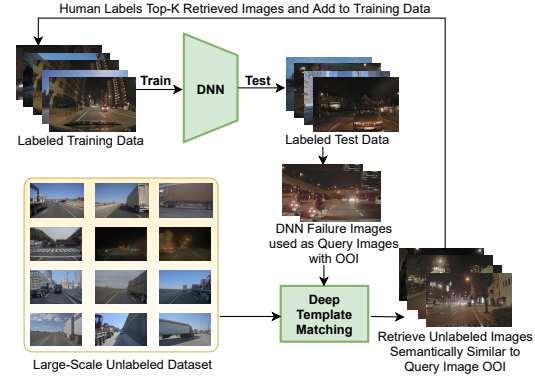 Human Labels Top-K Retrieved Images and Add to Training Data
Train
DNN
Test
Labeled Training Data
Labeled Test Data
DNN Failure Images
used as Query Images
with OOI
Deep
Template
Matching
Large-Scale Unlabeled Dataset
Retrieve Unlabeled Images
Semantically Similar to
Query Image OOI